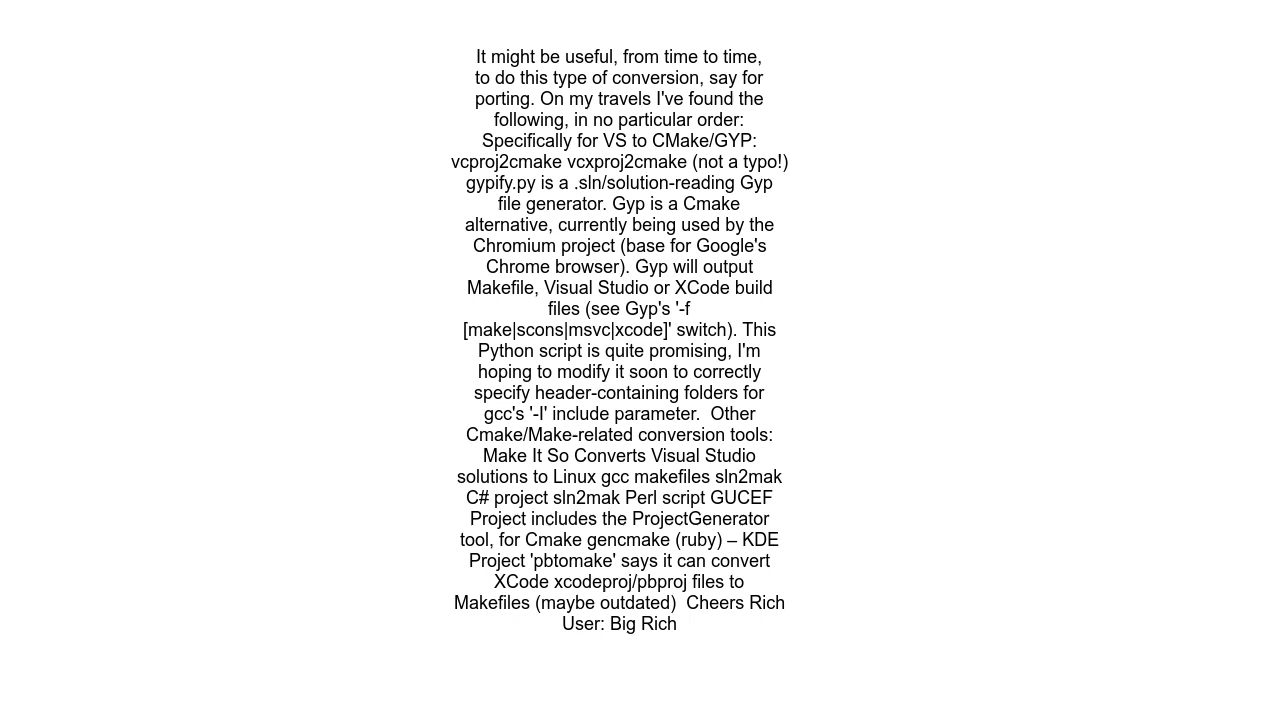 It might be useful, from time to time,
to do this type of conversion, say for
porting. On my travels I've found the
following, in no particular order:
Specifically for VS to CMake/GYP:
vcproj2cmake vcxproj2cmake (not a typo!)
gypify.py is a .sln/solution-reading Gyp
file generator. Gyp is a Cmake
alternative, currently being used by the
Chromium project (base for Google's
Chrome browser). Gyp will output
Makefile, Visual Studio or XCode build
files (see Gyp's '-f
[make|scons|msvc|xcode]' switch). This
Python script is quite promising, I'm
hoping to modify it soon to correctly
specify header-containing folders for
gcc's '-I' include parameter.  Other
Cmake/Make-related conversion tools:
Make It So Converts Visual Studio
solutions to Linux gcc makefiles sln2mak
C# project sln2mak Perl script GUCEF
Project includes the ProjectGenerator
tool, for Cmake gencmake (ruby) – KDE
Project 'pbtomake' says it can convert
XCode xcodeproj/pbproj files to
Makefiles (maybe outdated)  Cheers Rich
User: Big Rich